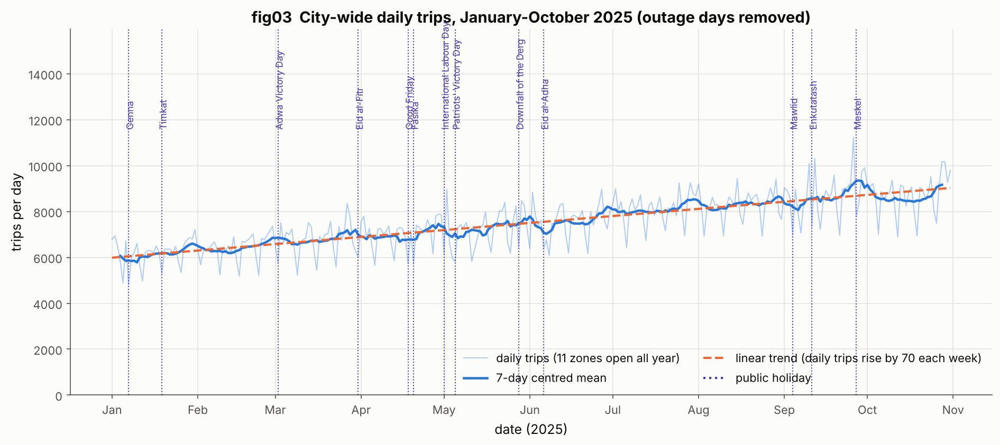 fig03 City-wide daily trips, January-October 2025 (outage days removed)
trips per day
14000
12000
10000
8000
6000
4000
2000
0
Genna
Timkat
Adwa Victory Day
Eid al-Fitr
Good Friday
Fasika
International Labour Day
Patriots' Victory Day
Downfall of the Derg
Eid al-Adha
Mawlid
Enkutatash
Meskel
daily trips (11 zones open all year)
7-day centred mean
linear trend (daily trips rise by 70 each week)
public holiday
Jan Feb Mar Apr May Jun Jul Aug Sep Oct Nov
date (2025)